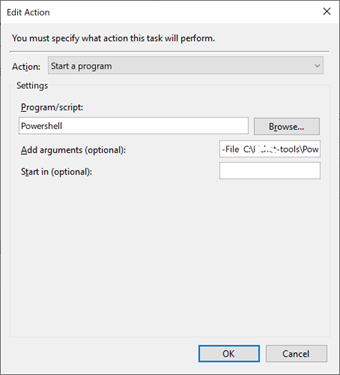 Edit Action
You must specify what action this task will perform.
Action: Start a program
Settings
Program/script:
Powershell
Browse...
Add arguments (optional): -File C:\ -tools\Pow
Start in (optional):
OK Cancel